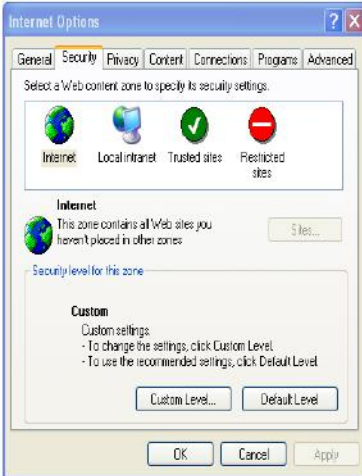 Internet Options
General Security Privacy Content Connections Programs Advanced
Select a Web content zone to specify its security settings.
Internet Local intranet Trusted sites Restricted sites
Internet
This zone contains all Web sites you
haven't placed in other zones
Sites...
Security level for this zone
Custom
Custom settings.
- To change the settings, click Custom Level.
- To use the recommended settings, click Default Level.
Custom Level... Default Level
OK Cancel Apply